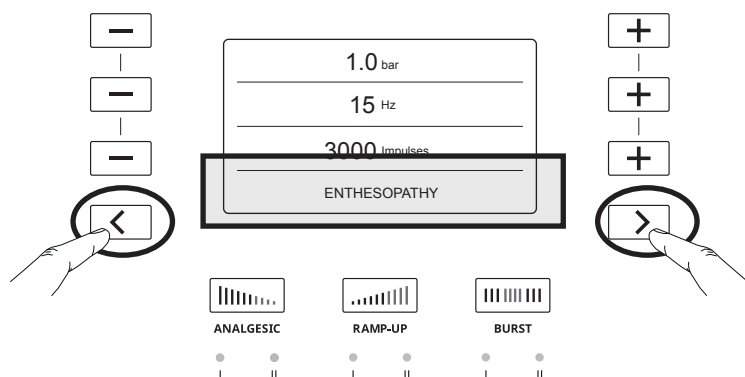 1.0 bar
15 Hz
3000 Impulses
ENTHESOPATHY
ANALGESIC RAMP-UP BURST
I II I II I II